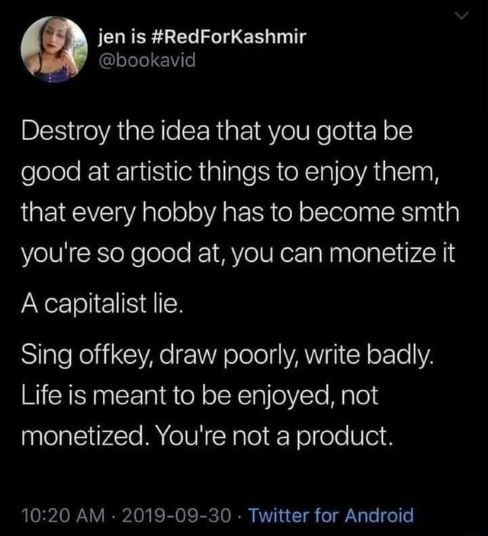 jen is #RedForKashmir
@bookavid
Destroy the idea that you gotta be
good at artistic things to enjoy them,
that every hobby has to become smth
you're so good at, you can monetize it
A capitalist lie.
Sing offkey, draw poorly, write badly.
Life is meant to be enjoyed, not
monetized. You're not a product.
10:20 AM · 2019-09-30 · Twitter for Android